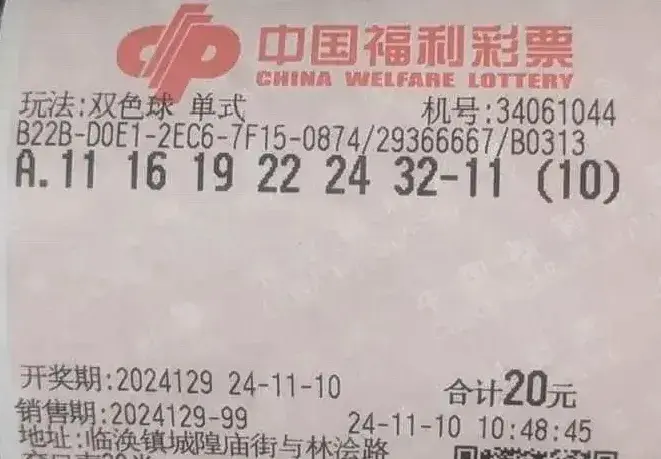 中国福利彩票
CHINA WELFARE LOTTERY
玩法:双色球 单式 机号:34061044
B22B-D0E1-2EC6-7F15-0874/29366667/B0313
A.11 16 19 22 24 32-11 (10)
开奖期:2024129 24-11-10 合计20元
销售期:2024129-99 24-11-10 10:48:45
地址:临涣镇城隍庙街与林浍路